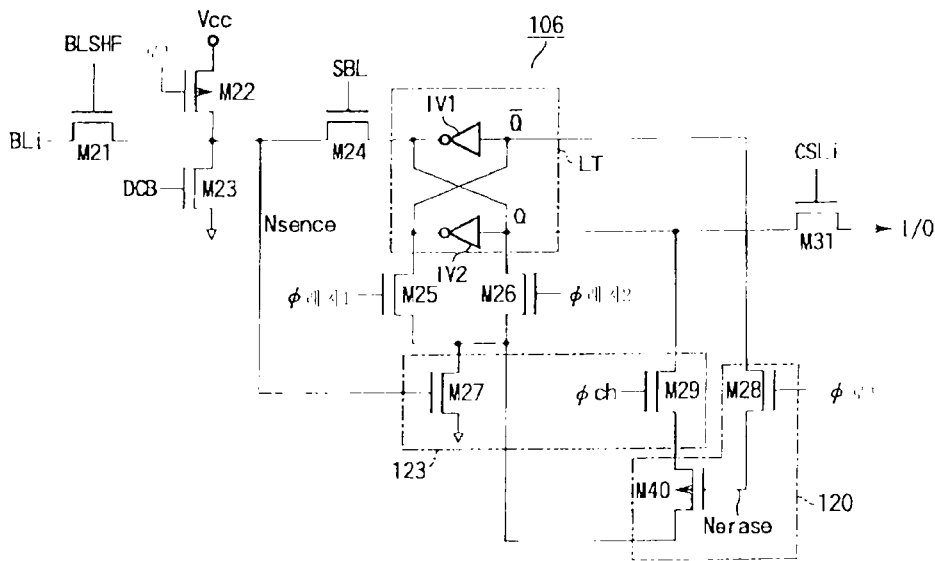 106
Vcc
BLSHF
M22
SBL
IV1
Q̅
BLi
M21
M24
LT
CSLi
DCB
M23
Q
Nsence
M31
I/O
IV2
M25
M26
M27
φch
M29
M28
123
M40
Nerase
120